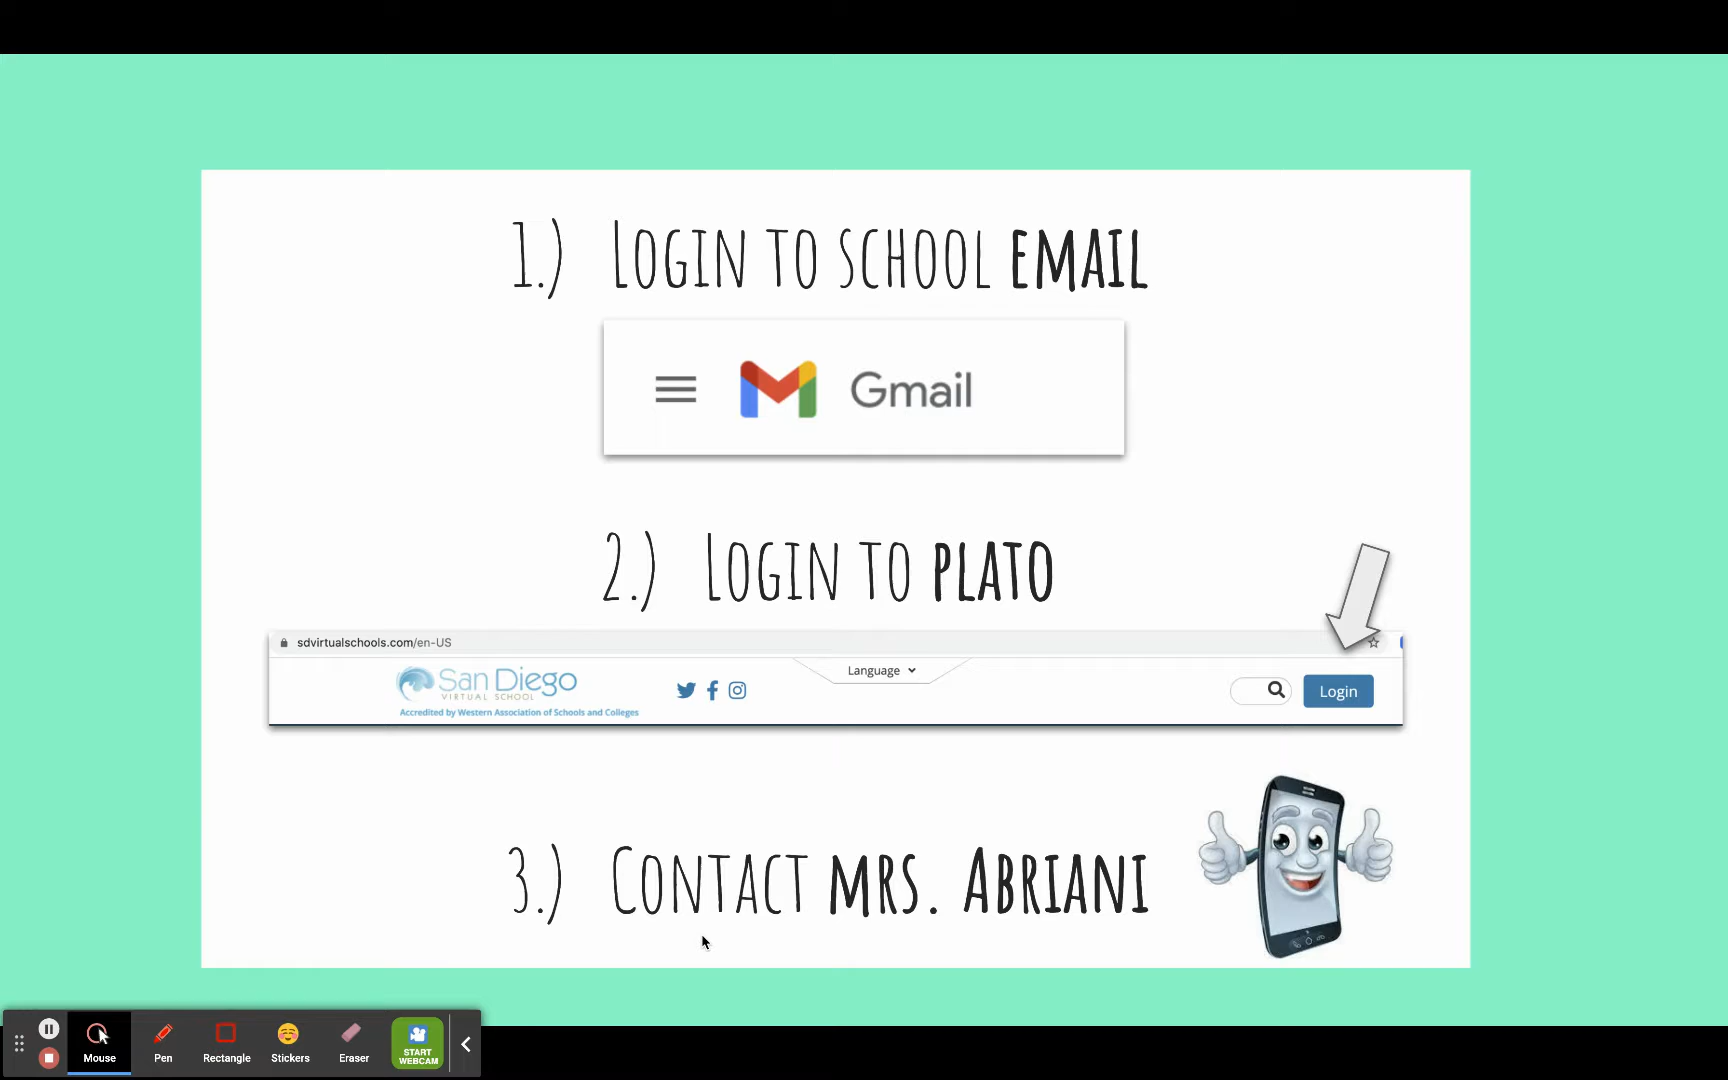 1.) Login to school EMAIL
Gmail
2.) Login to PLATO
sdvirtualschools.com/en-US
San Diego
VIRTUAL SCHOOL
Accredited by Western Association of Schools and Colleges
Language
Login
3.) Contact MRS. ABRIANI
Mouse
Pen
Rectangle
Stickers
Eraser
START
WEBCAM